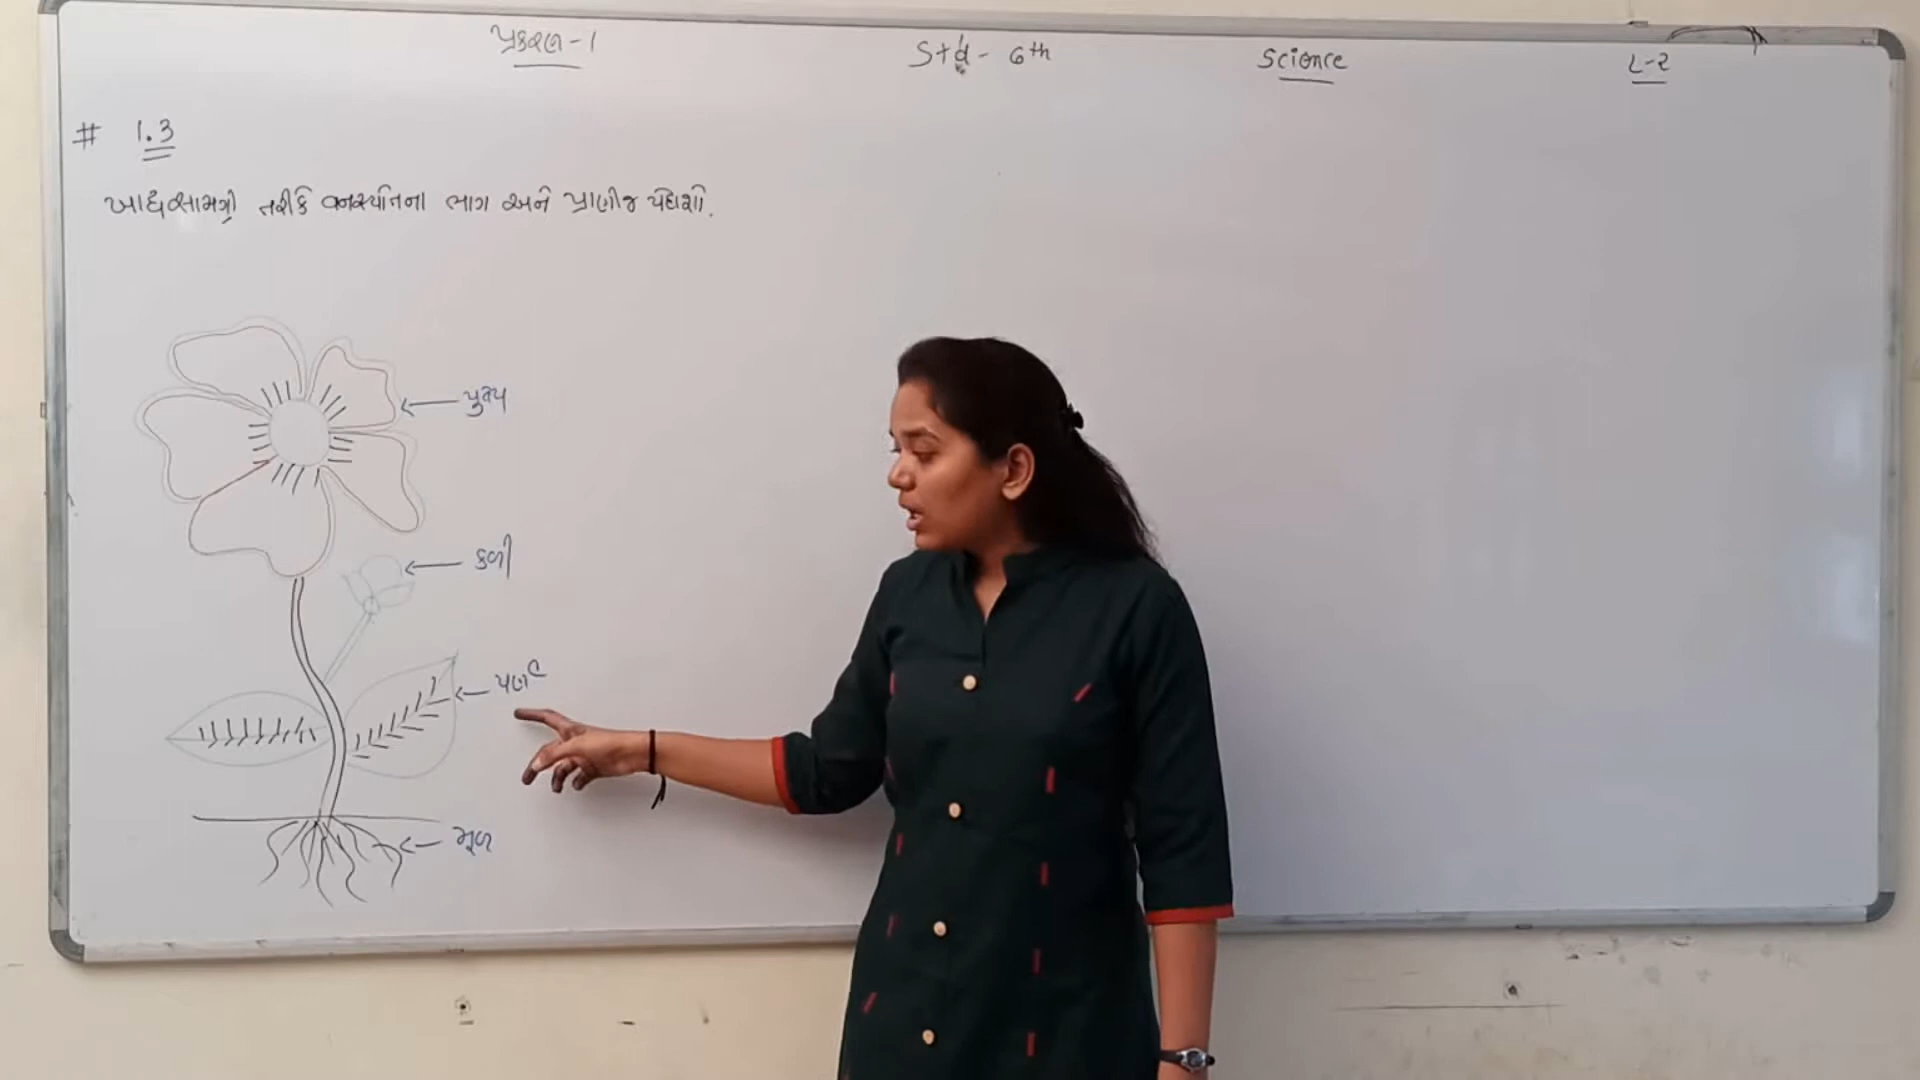 પ્રકરણ-1 Std - 6th Science L-2
# 1.3
ખાદ્યસામગ્રી તરીકે વનસ્પતિના ભાગ અને પ્રાણીજ પેદાશો.
પુષ્પ
કળી
પર્ણ
મૂળ